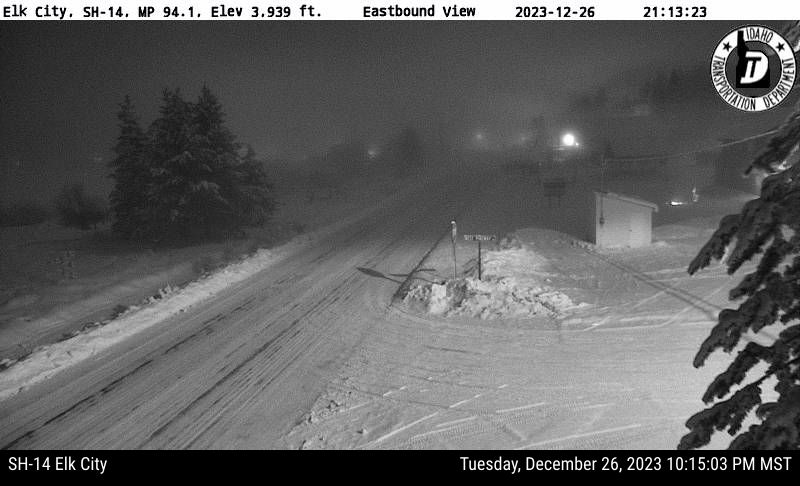 Elk City, SH-14, MP 94.1, Elev 3,939 ft. Eastbound View 2023-12-26 21:13:23
IDAHO
TRANSPORTATION DEPARTMENT
SH-14 Elk City Tuesday, December 26, 2023 10:15:03 PM MST